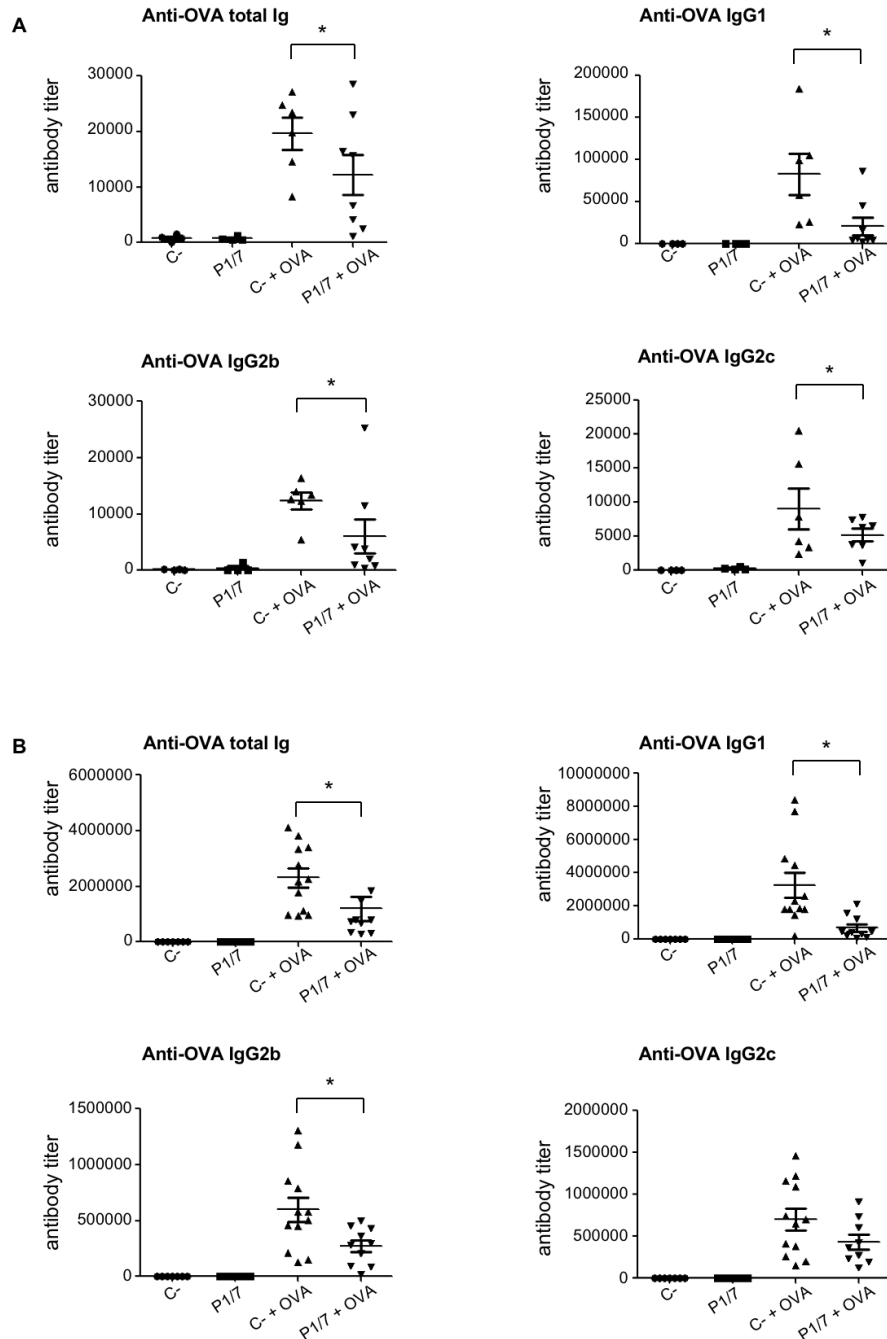 A
Anti-OVA total Ig
*
antibody titer
30000
20000
10000
0
C-
P1/7
C- + OVA
P1/7 + OVA
Anti-OVA IgG1
*
antibody titer
200000
150000
100000
50000
0
C-
P1/7
C- + OVA
P1/7 + OVA
Anti-OVA IgG2b
*
antibody titer
30000
20000
10000
0
C-
P1/7
C- + OVA
P1/7 + OVA
Anti-OVA IgG2c
*
antibody titer
25000
20000
15000
10000
5000
0
C-
P1/7
C- + OVA
P1/7 + OVA
B
Anti-OVA total Ig
*
antibody titer
6000000
4000000
2000000
0
C-
P1/7
C- + OVA
P1/7 + OVA
Anti-OVA IgG1
*
antibody titer
10000000
8000000
6000000
4000000
2000000
0
C-
P1/7
C- + OVA
P1/7 + OVA
Anti-OVA IgG2b
*
antibody titer
1500000
1000000
500000
0
C-
P1/7
C- + OVA
P1/7 + OVA
Anti-OVA IgG2c
antibody titer
2000000
1500000
1000000
500000
0
C-
P1/7
C- + OVA
P1/7 + OVA